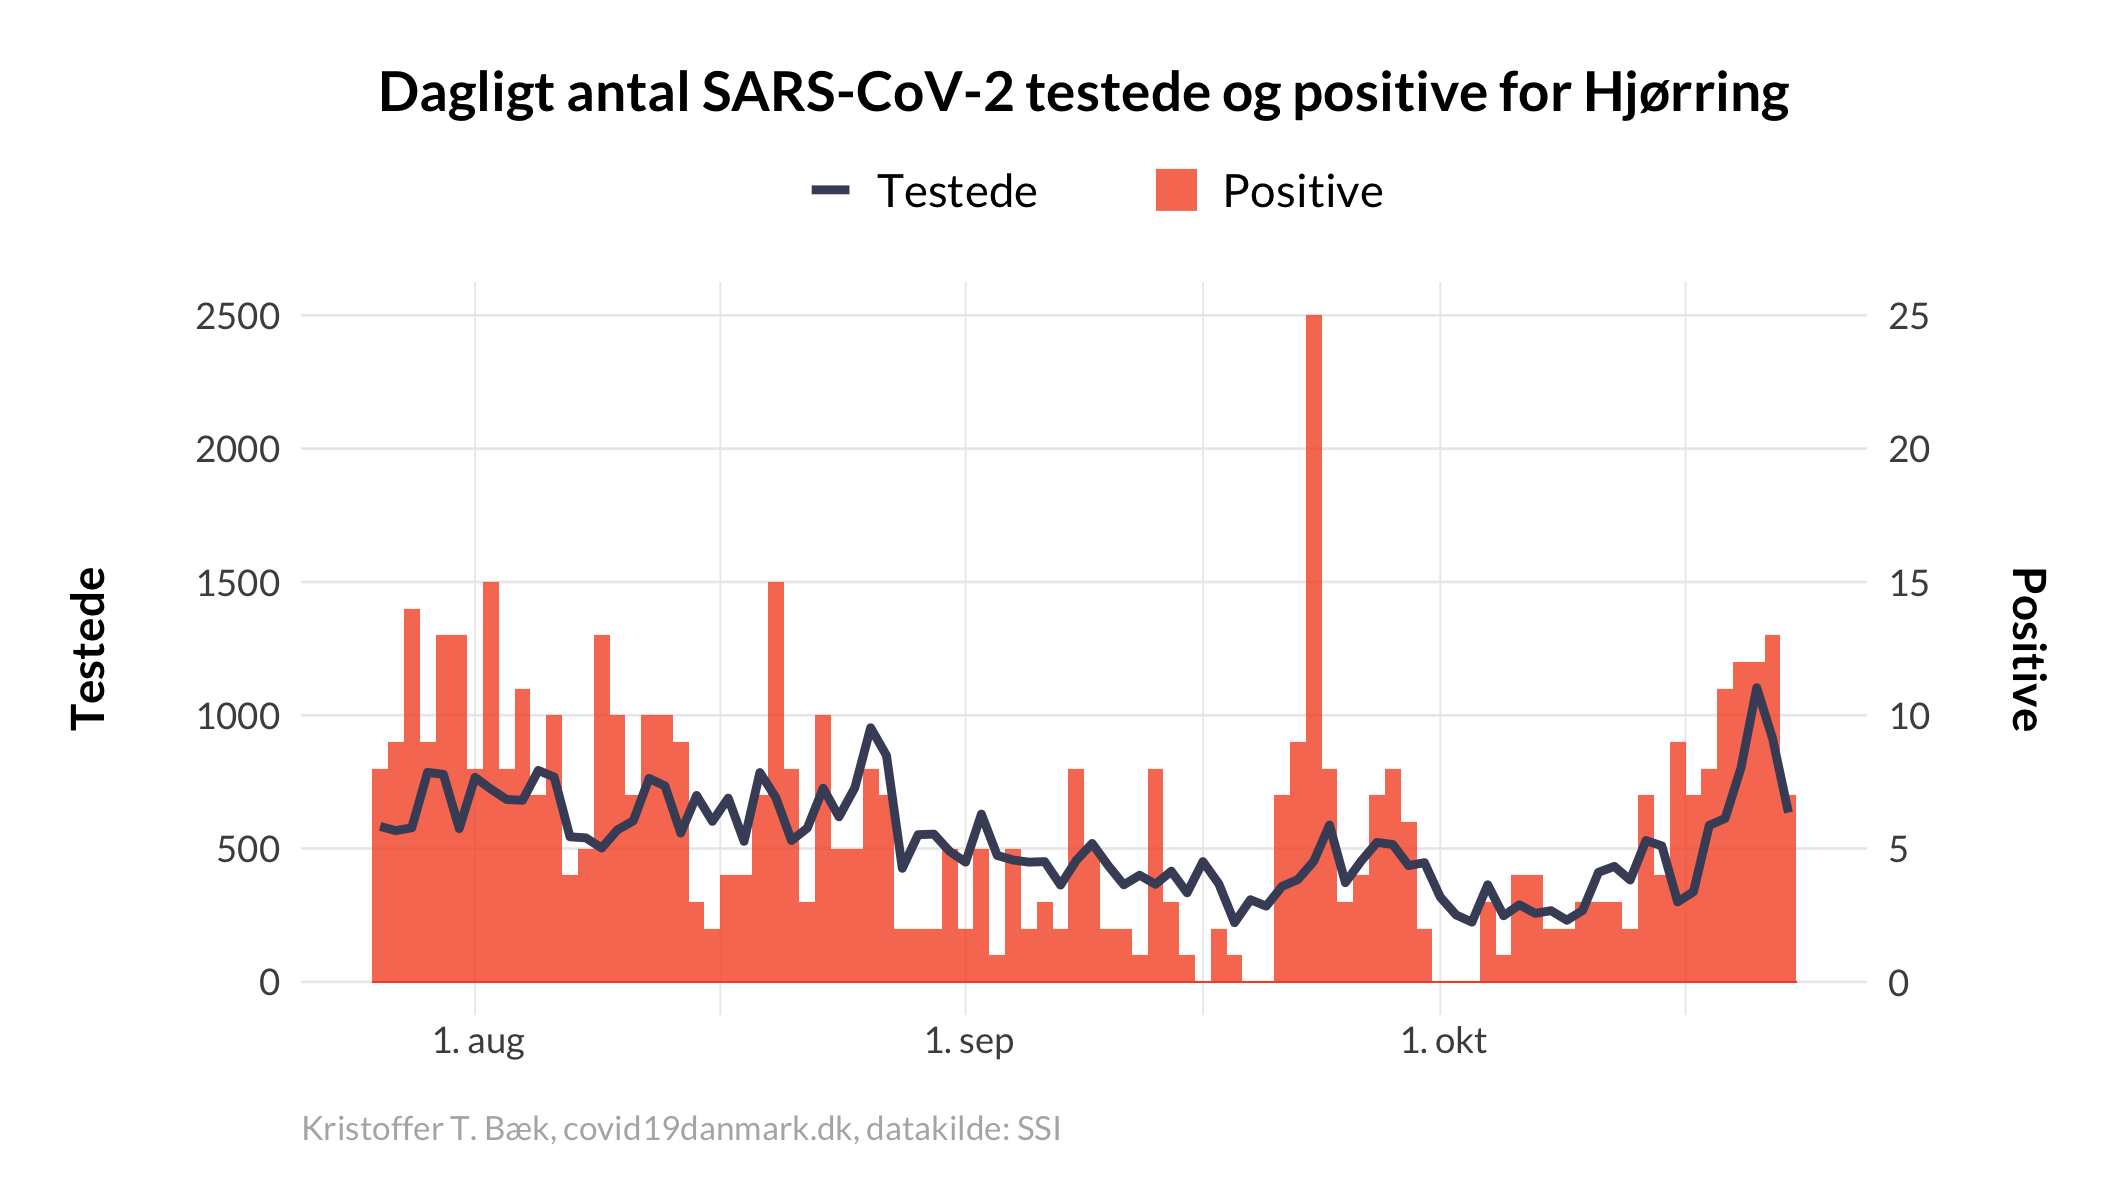 Dagligt antal SARS-CoV-2 testede og positive for Hjørring
Testede
Positive
2500
2000
1500
1000
500
0
25
20
15
10
5
0
Testede
Positive
1. aug
1. sep
1. okt
Kristoffer T. Bæk, covid19danmark.dk, datakilde: SSI